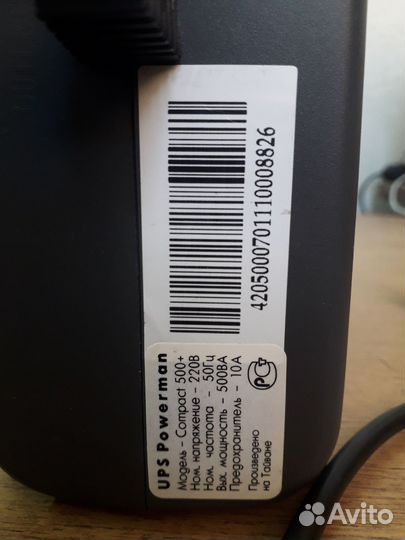 4205000701110008826
UPS Powerman
Модель – Compact 500+
Ном. напряжение – 220В
Ном. частота – 50Гц
Вых. мощность – 500ВА
Предохранитель – 10А
Произведено
на Тайване
РС
Avito